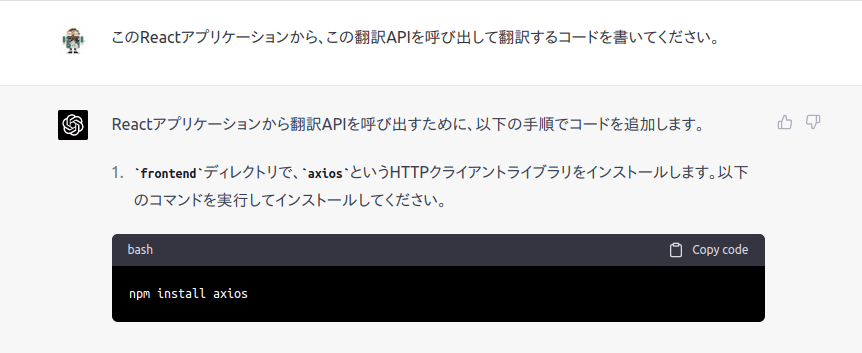 このReactアプリケーションから、この翻訳APIを呼び出して翻訳するコードを書いてください。
Reactアプリケーションから翻訳APIを呼び出すために、以下の手順でコードを追加します。
1. `frontend`ディレクトリで、`axios`というHTTPクライアントライブラリをインストールします。以下
のコマンドを実行してインストールしてください。
bash Copy code
npm install axios